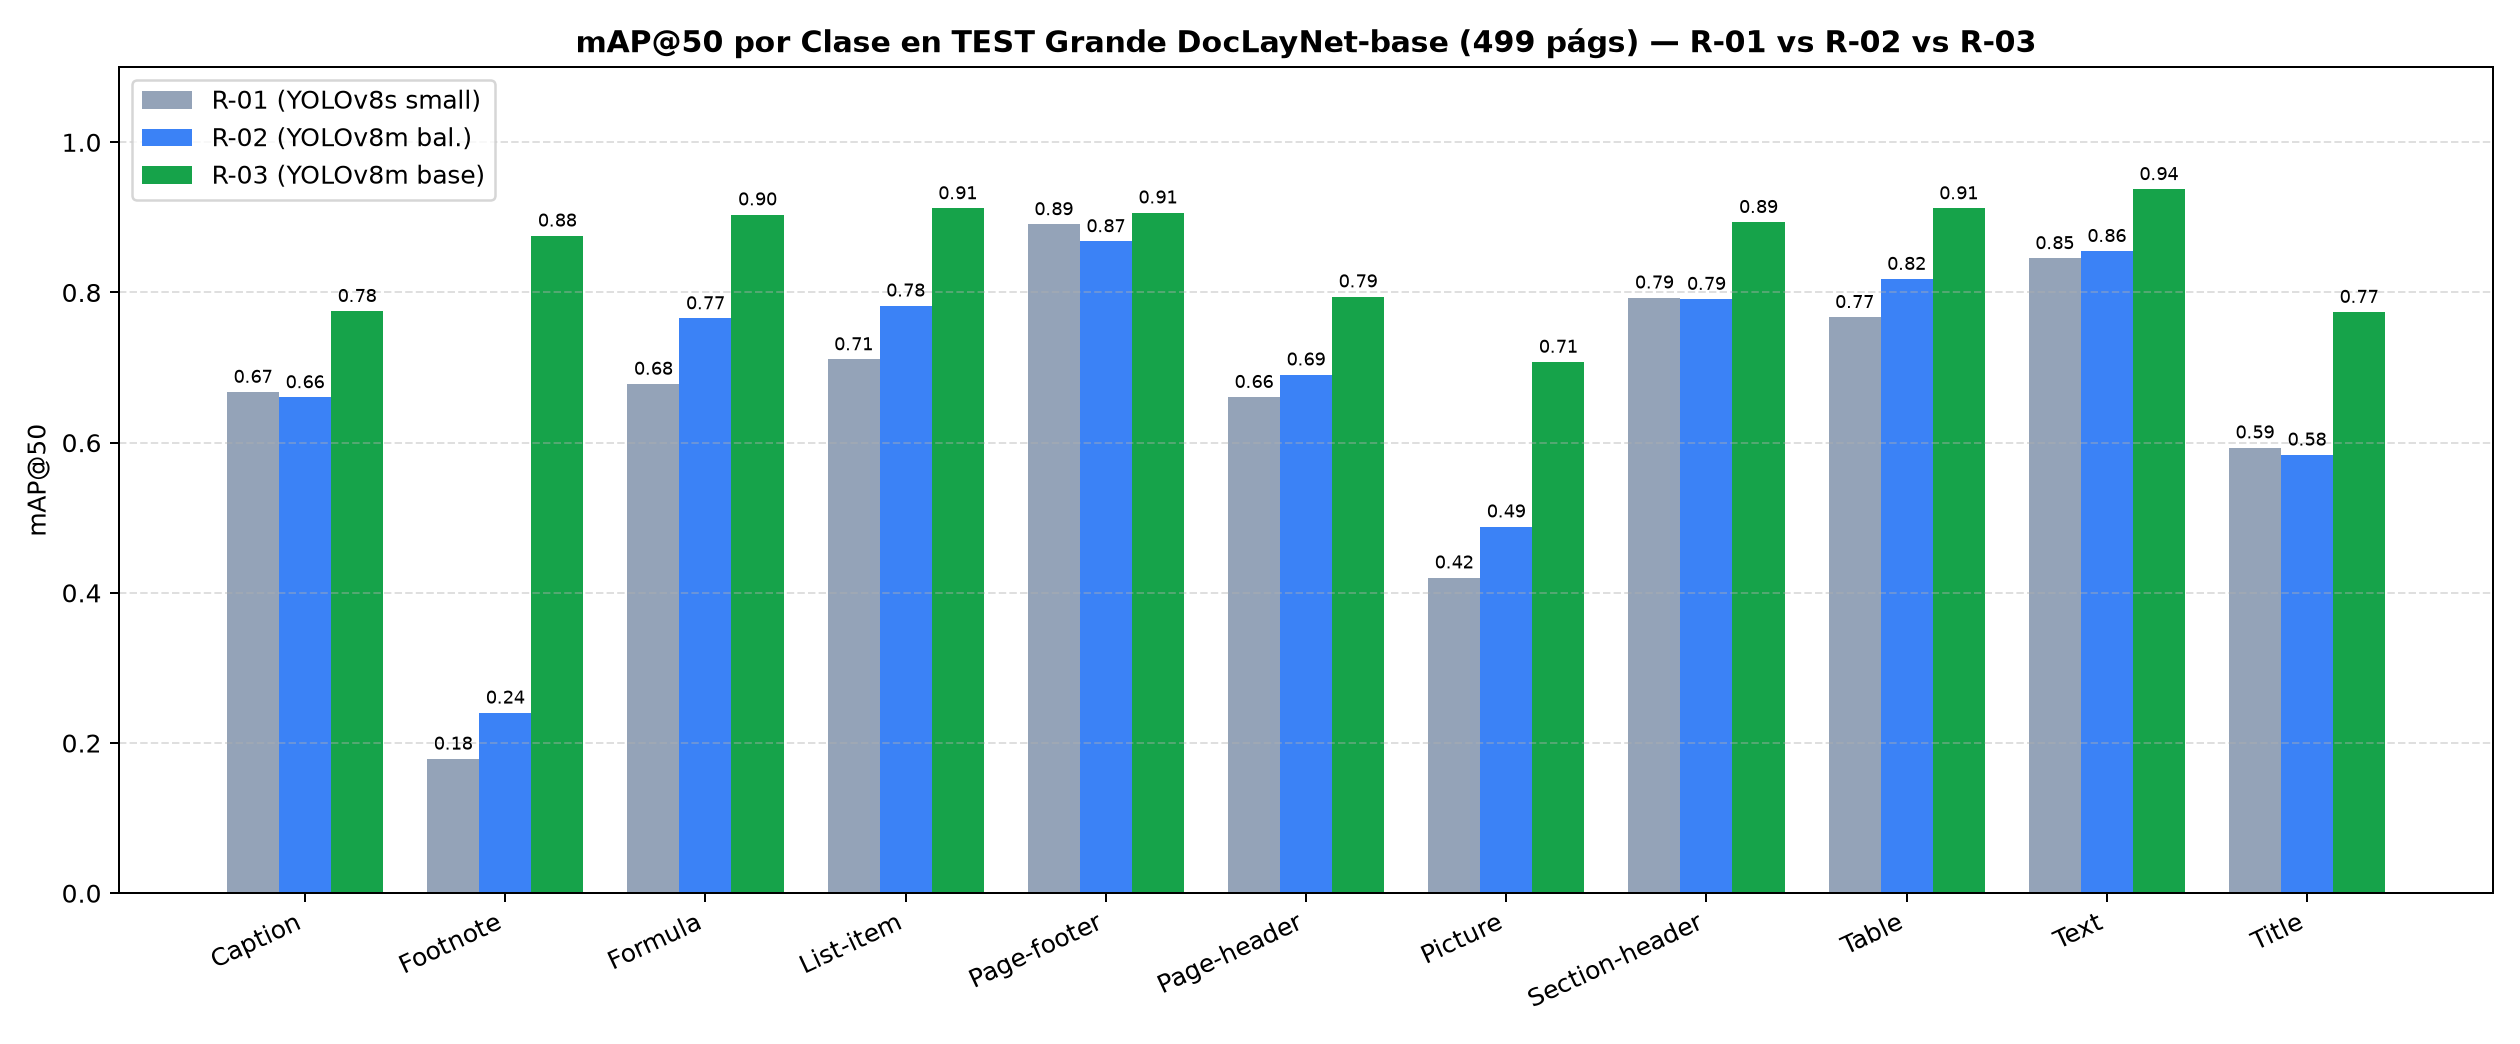 mAP@50 por Clase en TEST Grande DocLayNet-base (499 págs) — R-01 vs R-02 vs R-03
R-01 (YOLOv8s small)
R-02 (YOLOv8m bal.)
R-03 (YOLOv8m base)
mAP@50
1.0
0.8
0.6
0.4
0.2
0.0
0.67 0.66 0.78
0.18 0.24 0.88
0.68 0.77 0.90
0.71 0.78 0.91
0.89 0.87 0.91
0.66 0.69 0.79
0.42 0.49 0.71
0.79 0.79 0.89
0.77 0.82 0.91
0.85 0.86 0.94
0.59 0.58 0.77
Caption
Footnote
Formula
List-item
Page-footer
Page-header
Picture
Section-header
Table
Text
Title